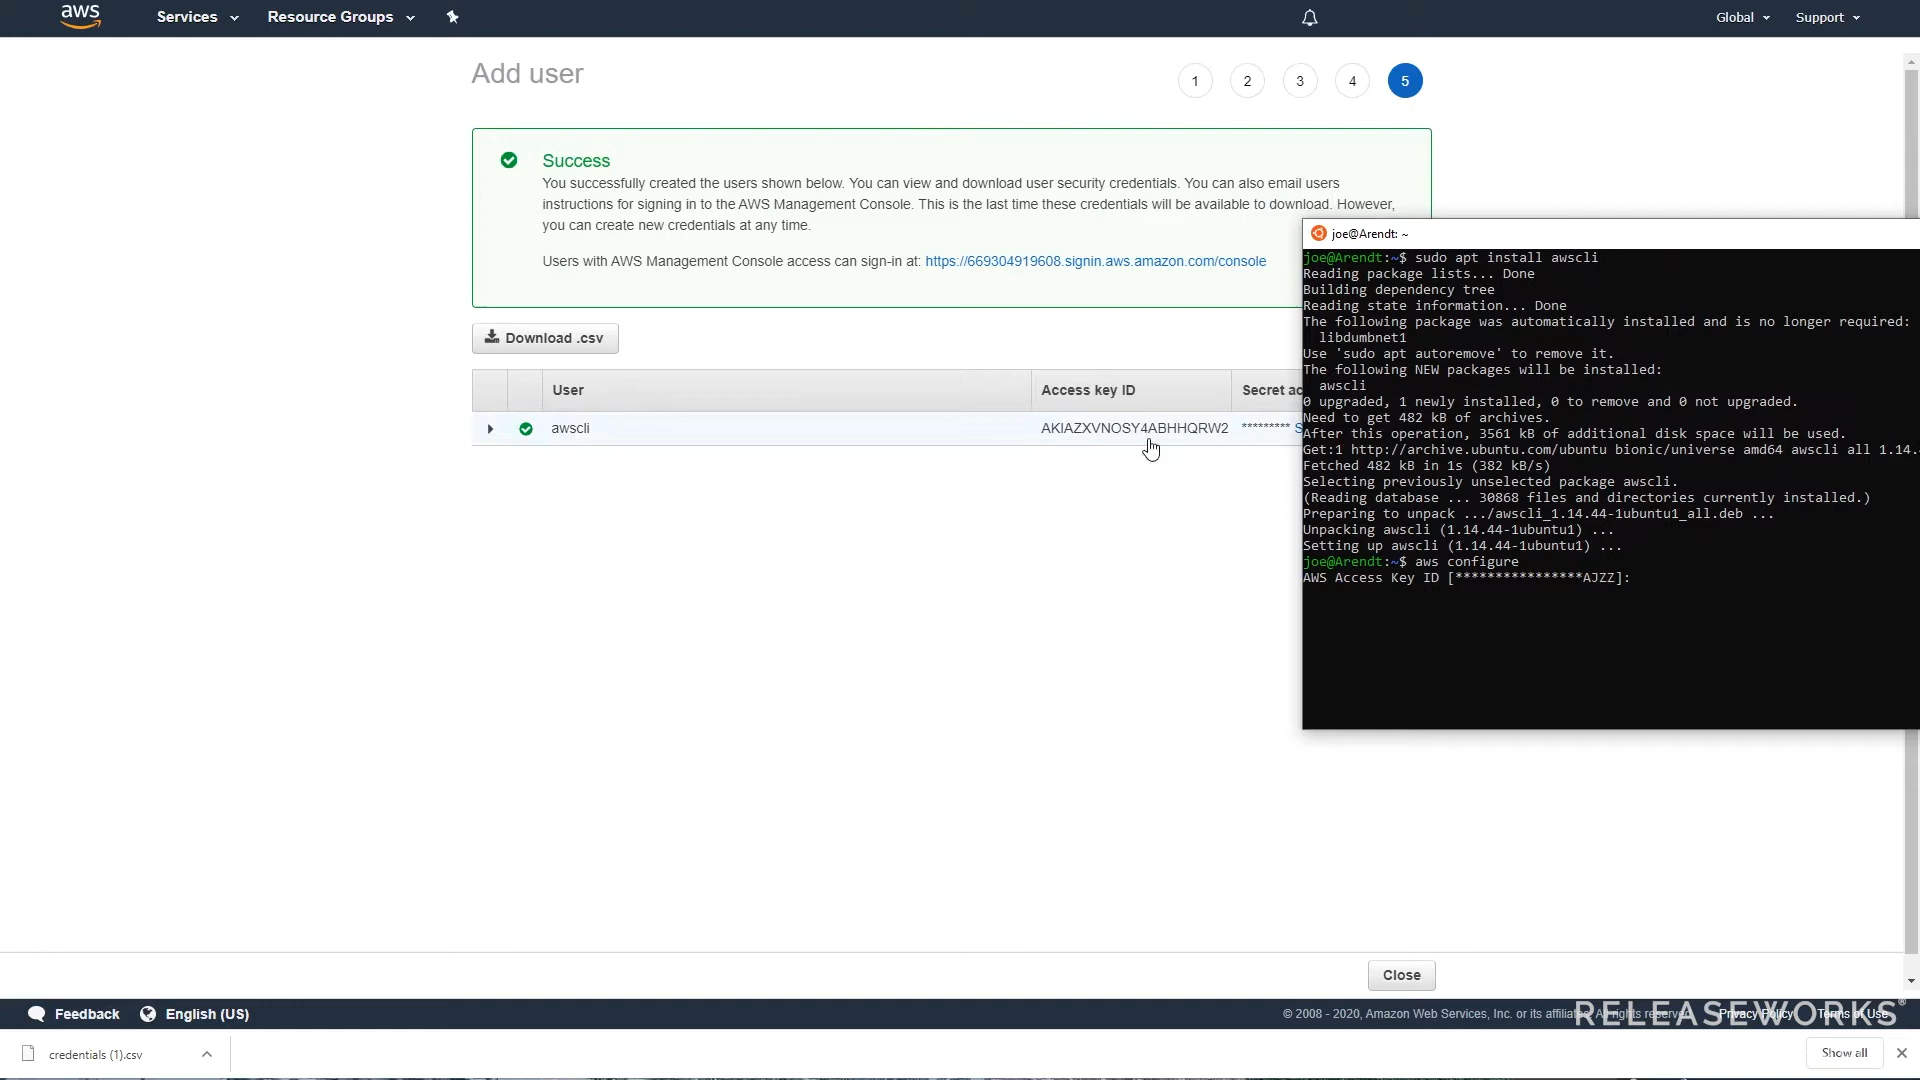 aws
Services
Resource Groups
Global
Support
Add user
1
2
3
4
5
Success
You successfully created the users shown below. You can view and download user security credentials. You can also email users
instructions for signing in to the AWS Management Console. This is the last time these credentials will be available to download. However,
you can create new credentials at any time.
Users with AWS Management Console access can sign-in at: https://669304919608.signin.aws.amazon.com/console
Download .csv
User
Access key ID
Secret ac
awscli
AKIAZXVNOSY4ABHHQRW2
********* S
joe@Arendt: ~
joe@Arendt:~$ sudo apt install awscli
Reading package lists... Done
Building dependency tree
Reading state information... Done
The following package was automatically installed and is no longer required:
libdumbnet1
Use 'sudo apt autoremove' to remove it.
The following NEW packages will be installed:
awscli
0 upgraded, 1 newly installed, 0 to remove and 0 not upgraded.
Need to get 482 kB of archives.
After this operation, 3561 kB of additional disk space will be used.
Get:1 http://archive.ubuntu.com/ubuntu bionic/universe amd64 awscli all 1.14.
Fetched 482 kB in 1s (382 kB/s)
Selecting previously unselected package awscli.
(Reading database ... 30868 files and directories currently installed.)
Preparing to unpack .../awscli_1.14.44-1ubuntu1_all.deb ...
Unpacking awscli (1.14.44-1ubuntu1) ...
Setting up awscli (1.14.44-1ubuntu1) ...
joe@Arendt:~$ aws configure
AWS Access Key ID [****************AJZZ]:
Close
Feedback
English (US)
© 2008 - 2020, Amazon Web Services, Inc. or its affiliates. All rights reserved.
Privacy Policy
Terms of Use
RELEASEWORKS
credentials (1).csv
Show all